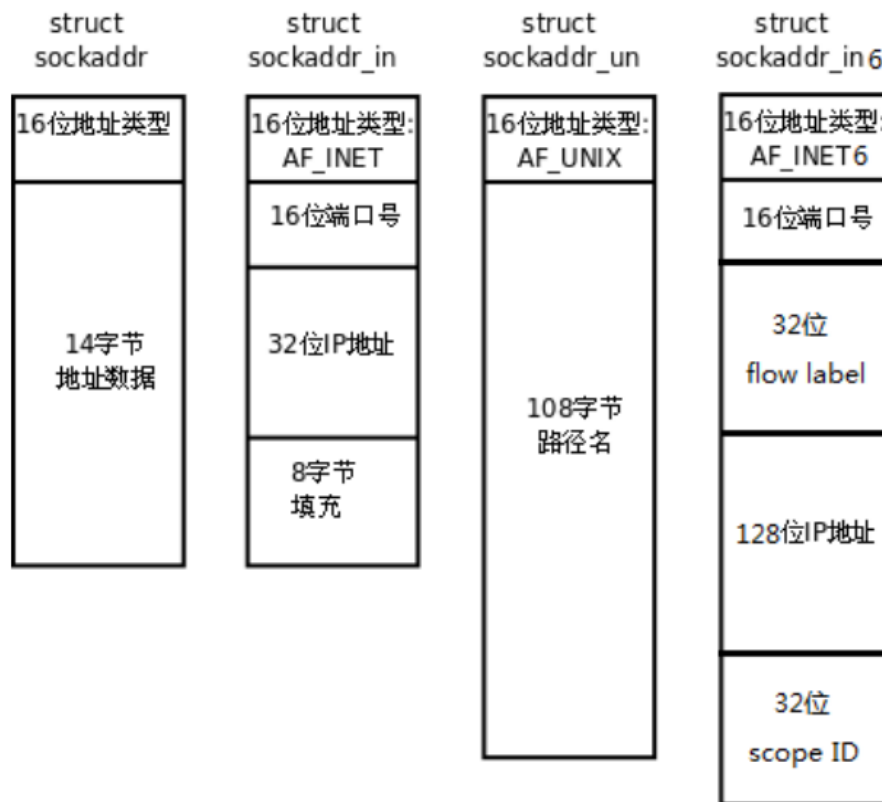 struct
sockaddr
16位地址类型
14字节
地址数据
struct
sockaddr_in
16位地址类型:
AF_INET
16位端口号
32位IP地址
8字节
填充
struct
sockaddr_un
16位地址类型:
AF_UNIX
108字节
路径名
struct
sockaddr_in6
16位地址类型:
AF_INET6
16位端口号
32位
flow label
128位IP地址
32位
scope ID